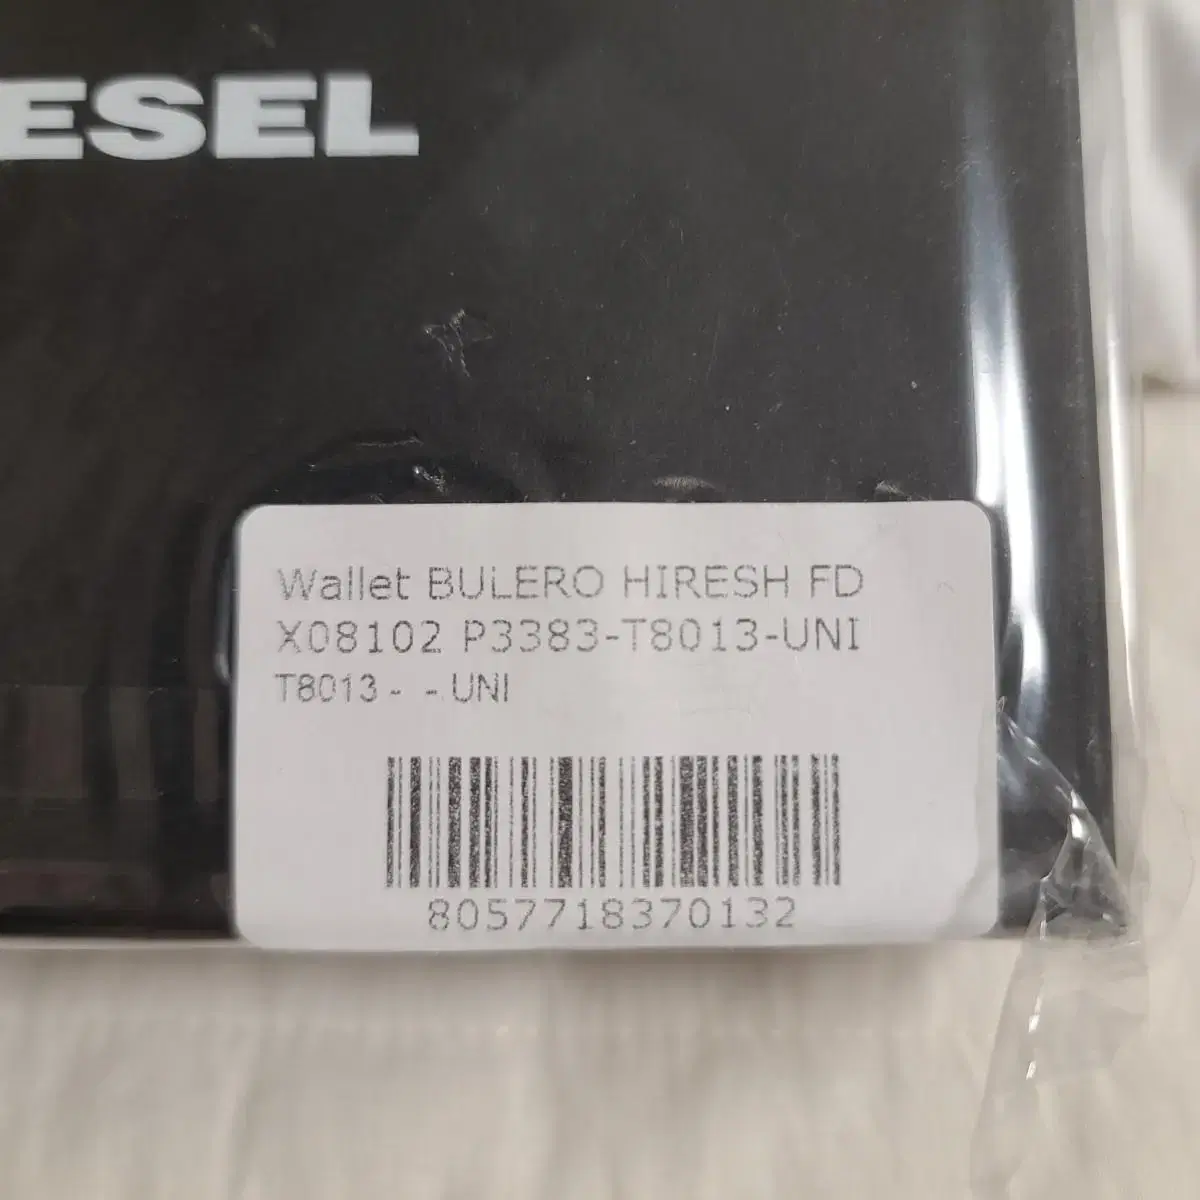 ESEL
Wallet BULERO HIRESH FD
X08102 P3383-T8013-UNI
T8013 - - UNI
8057718370132